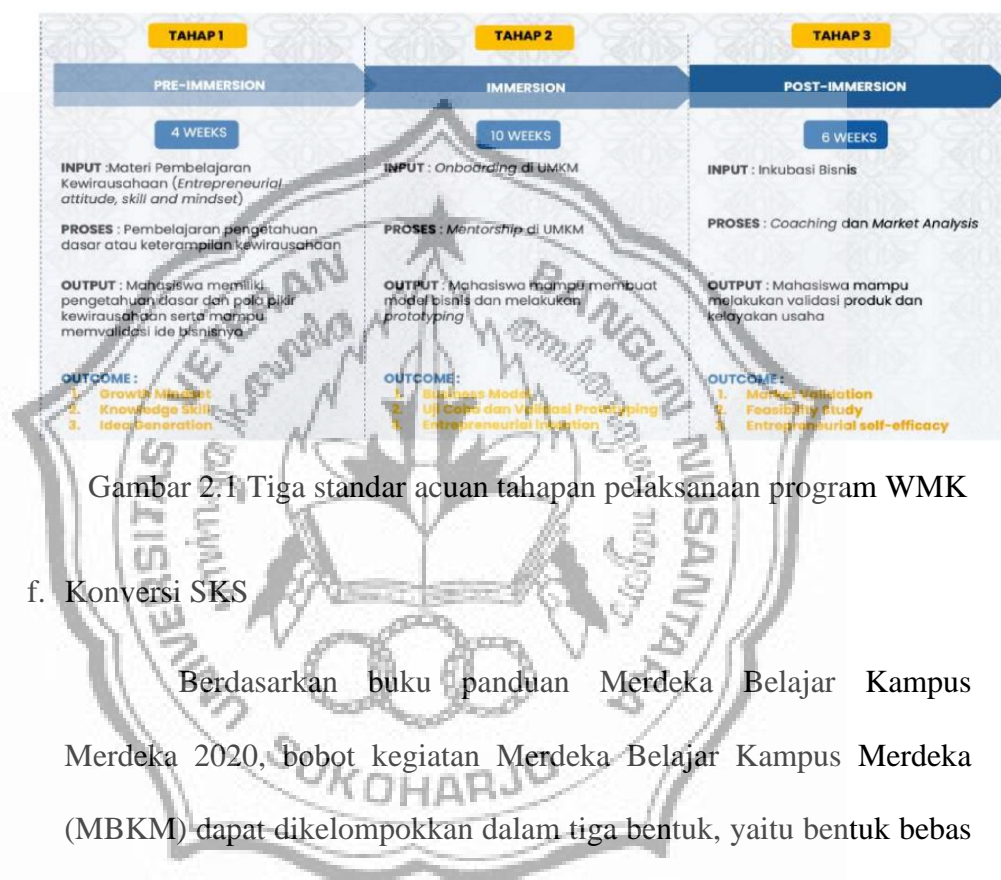 TAHAP 1
PRE-IMMERSION
4 WEEKS
INPUT :Materi Pembelajaran
Kewirausahaan (Entrepreneurial
attitude, skill and mindset)
PROSES : Pembelajaran pengetahuan
dasar atau keterampilan kewirausahaan
OUTPUT : Mahasiswa memiliki
pengetahuan dasar dan pola pikir
kewirausahaan serta mampu
memvalidasi ide bisnisnya
OUTCOME :
1. Growth Mindset
2. Knowledge Skill
3. Idea Generation
TAHAP 2
IMMERSION
10 WEEKS
INPUT : Onboarding di UMKM
PROSES : Mentorship di UMKM
OUTPUT : Mahasiswa mampu membuat
model bisnis dan melakukan
prototyping
OUTCOME :
1. Business Model
2. Uji Coba dan Validasi Prototyping
3. Entrepreneurial Intention
TAHAP 3
POST-IMMERSION
6 WEEKS
INPUT : Inkubasi Bisnis
PROSES : Coaching dan Market Analysis
OUTPUT : Mahasiswa mampu
melakukan validasi produk dan
kelayakan usaha
OUTCOME :
1. Market Validation
2. Feasibility Study
3. Entrepreneurial self-efficacy
Gambar 2.1 Tiga standar acuan tahapan pelaksanaan program WMK
f. Konversi SKS
Berdasarkan buku panduan Merdeka Belajar Kampus
Merdeka 2020, bobot kegiatan Merdeka Belajar Kampus Merdeka
(MBKM) dapat dikelompokkan dalam tiga bentuk, yaitu bentuk bebas
UNIVERSITAS VETERAN BANGUN NUSANTARA
SUKOHARJO